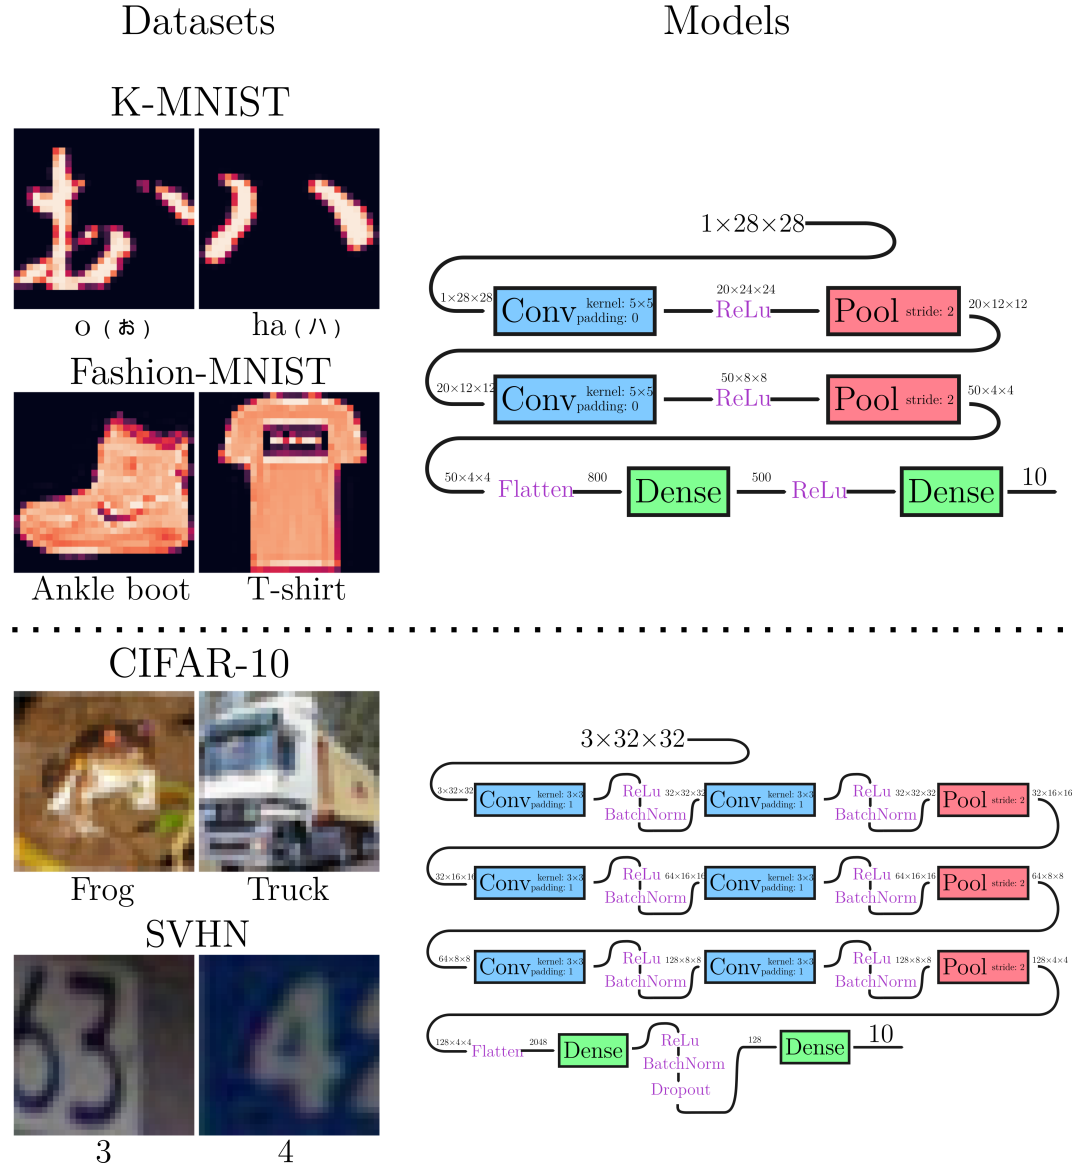 Datasets
Models
K-MNIST
o (お)
ha (ハ)
Fashion-MNIST
Ankle boot
T-shirt
1×28×28
1×28×28
Conv kernel: 5×5 padding: 0
20×24×24
ReLu
Pool stride: 2
20×12×12
20×12×12
Conv kernel: 5×5 padding: 0
50×8×8
ReLu
Pool stride: 2
50×4×4
50×4×4
Flatten
800
Dense
500
ReLu
Dense
10
CIFAR-10
Frog
Truck
SVHN
63
4
3
4
3×32×32
3×32×32
Conv kernel: 3×3 padding: 1
ReLu
BatchNorm
32×32×32
Conv kernel: 3×3 padding: 1
ReLu
BatchNorm
32×32×32
Pool stride: 2
32×16×16
32×16×16
Conv kernel: 3×3 padding: 1
ReLu
BatchNorm
64×16×16
Conv kernel: 3×3 padding: 1
ReLu
BatchNorm
64×16×16
Pool stride: 2
64×8×8
64×8×8
Conv kernel: 3×3 padding: 1
ReLu
BatchNorm
128×8×8
Conv kernel: 3×3 padding: 1
ReLu
BatchNorm
128×8×8
Pool stride: 2
128×4×4
128×4×4
Flatten
2048
Dense
ReLu
BatchNorm
Dropout
128
Dense
10